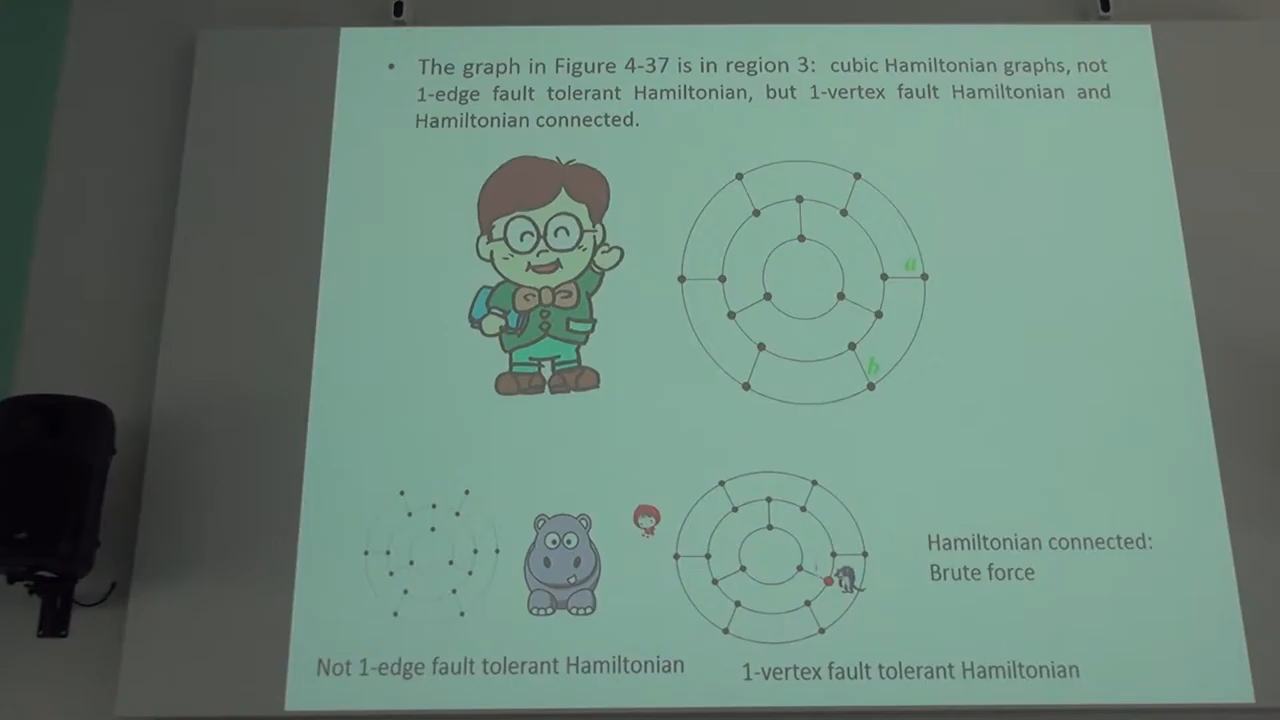 • The graph in Figure 4-37 is in region 3: cubic Hamiltonian graphs, not
1-edge fault tolerant Hamiltonian, but 1-vertex fault Hamiltonian and
Hamiltonian connected.
a
b
Hamiltonian connected:
Brute force
Not 1-edge fault tolerant Hamiltonian
1-vertex fault tolerant Hamiltonian